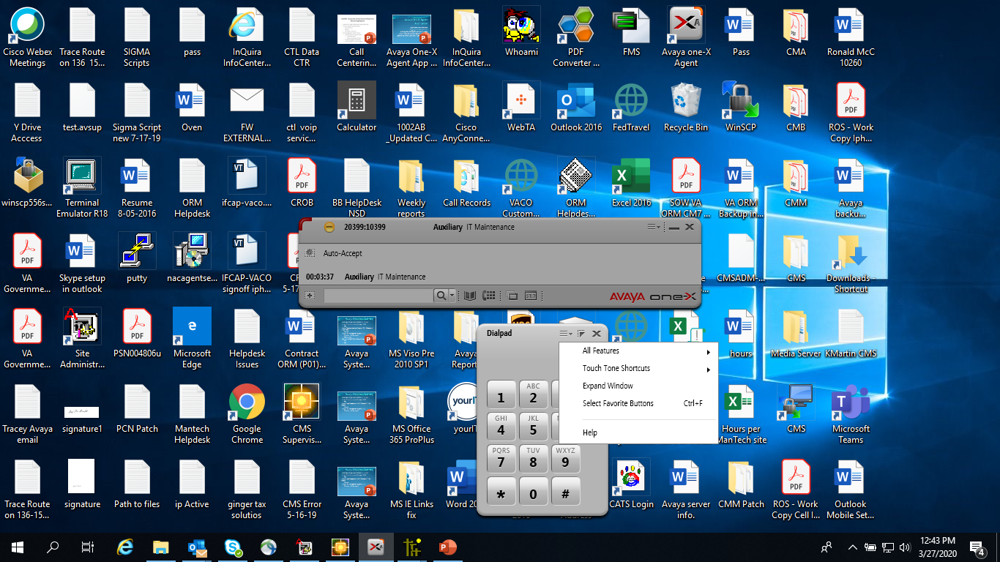 Cisco Webex
Meetings
Trace Route
on 136 15...
SIGMA
Scripts
pass
InQuira
InfoCenter...
CTL Data
CTR
Call
Centering...
Avaya One-X
Agent App ...
InQuira
InfoCenter...
Whoami
PDF
Converter ...
FMS
Avaya one-X
Agent
Pass
CMA
Ronald McC
10260
Y Drive
Acccess
test.avsup
Sigma Script
new 7-17-19
Oven
FW
EXTERNAL...
ctl voip
servic...
Calculator
1002AB
_Updated C...
Cisco
AnyConne...
WebTA
Outlook 2016
FedTravel
Recycle Bin
WinSCP
CMB
ROS - Work
Copy Iph...
winscp556s...
Terminal
Emulator R18
Resume
8-05-2016
ORM
Helpdesk
ifcap-vaco....
CROB
BB HelpDesk
NSD
Weekly
reports
Call Records
VACO
Custom...
ORM
Helpdes...
Excel 2016
SOW VA
ORM CM7 ...
VA ORM
Backup in...
CMM
Avaya
backu...
20399:10399
Auxiliary IT Maintenance
Auto-Accept
00:03:37 Auxiliary IT Maintenance
AVAYA one-X
VA
Governme...
Skype setup
in outlook
putty
nacagentse...
IFCAP-VACO
signoff iph...
CMSADM-...
CMS
Downloads -
Shortcut
VA
Governme...
Site
Administr...
PSN004806u
Microsoft
Edge
Helpdesk
Issues
Contract
ORM (P01)...
Avaya
Syste...
MS Viso Pre
2010 SP1
hours
Media Server
KMartin CMS
Dialpad
All Features
Touch Tone Shortcuts
Expand Window
Select Favorite Buttons Ctrl+F
Help
1
ABC
2
GHI
4
JKL
5
PQRS
7
TUV
8
WXYZ
9
*
0
#
Tracey Avaya
email
signature1
PCN Patch
Mantech
Helpdesk
Google
Chrome
CMS
Supervis...
Avaya
Syste...
MS Office
365 ProPlus
Hours per
ManTech site
CMS
Microsoft
Teams
Trace Route
on 136-15...
signature
Path to files
ip Active
ginger tax
solutios
CMS Error
5-16-19
Avaya
Syste...
MS IE Links
fix
CATS Login
Avaya server
info.
CMM Patch
ROS - Work
Copy Cell I...
Outlook
Mobile Set...
12:43 PM
3/27/2020
4